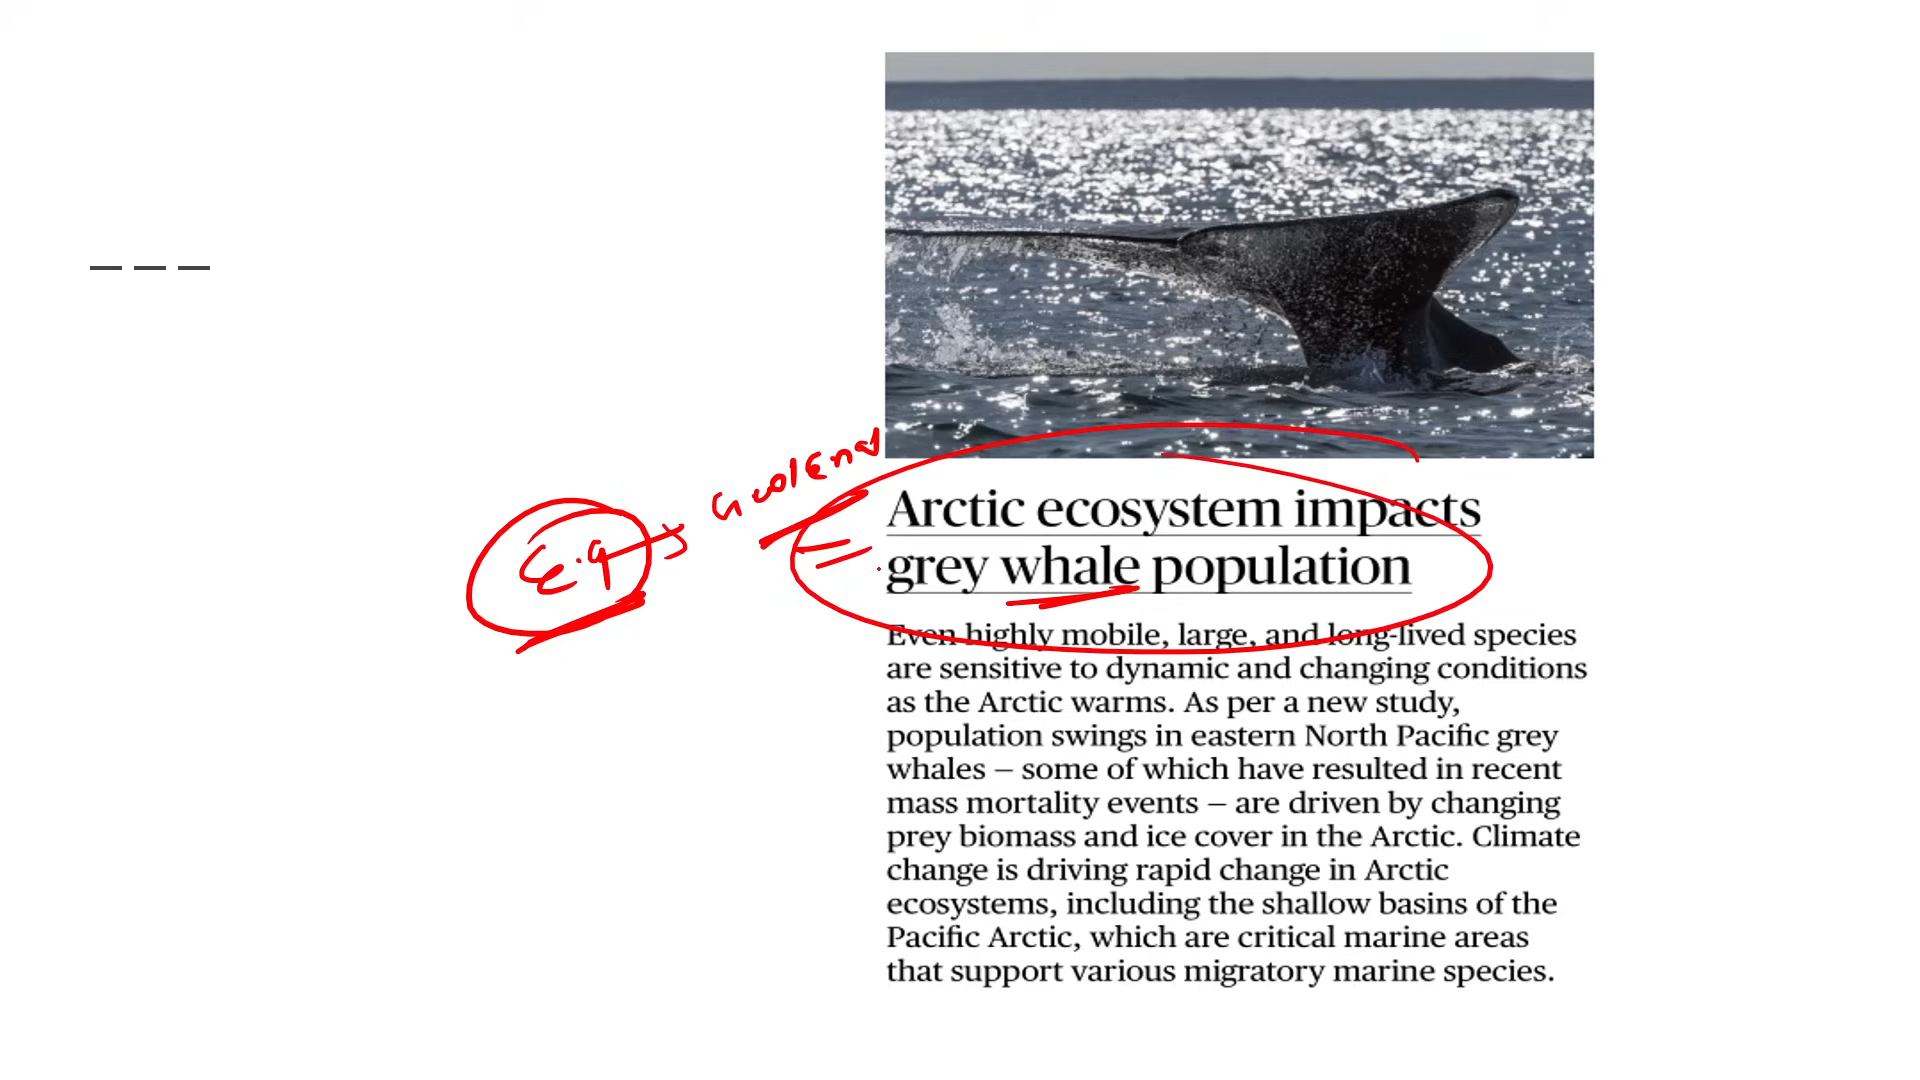 Arctic ecosystem impacts
grey whale population
E.q
Even highly mobile, large, and long-lived species
are sensitive to dynamic and changing conditions
as the Arctic warms. As per a new study,
population swings in eastern North Pacific grey
whales – some of which have resulted in recent
mass mortality events – are driven by changing
prey biomass and ice cover in the Arctic. Climate
change is driving rapid change in Arctic
ecosystems, including the shallow basins of the
Pacific Arctic, which are critical marine areas
that support various migratory marine species.